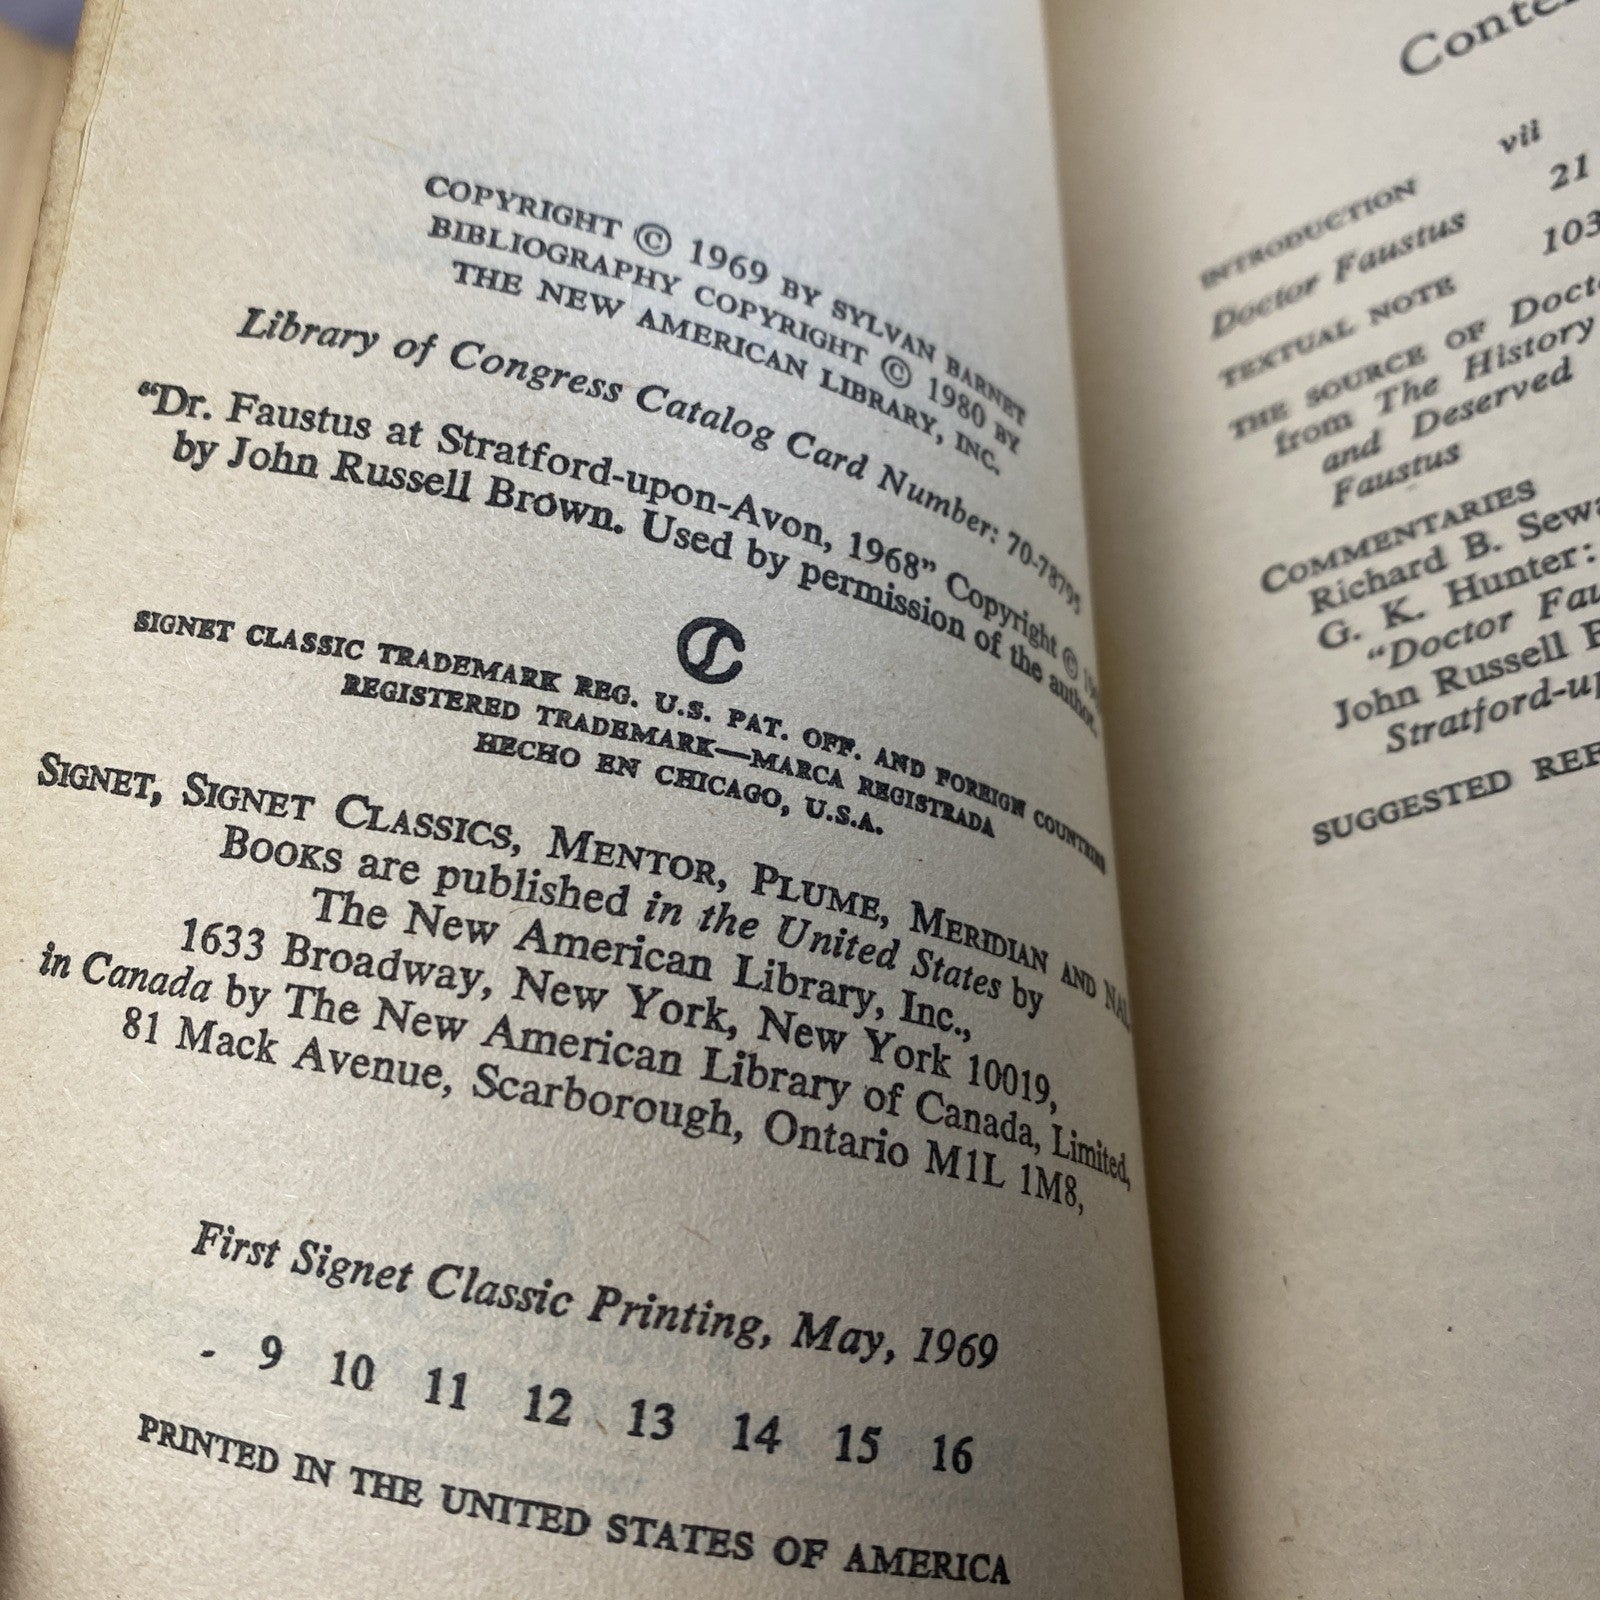 COPYRIGHT © 1969 BY SYLVAN BARNET
BIBLIOGRAPHY COPYRIGHT © 1980 BY
THE NEW AMERICAN LIBRARY, INC.
Library of Congress Catalog Card Number: 70-78795
“Dr. Faustus at Stratford-upon-Avon, 1968” Copyright ©
by John Russell Brown. Used by permission of the author.
SIGNET CLASSIC TRADEMARK REG. U.S. PAT. OFF. AND FOREIGN COUNTRIES
REGISTERED TRADEMARK—MARCA REGISTRADA
HECHO EN CHICAGO, U.S.A.
SIGNET, SIGNET CLASSICS, MENTOR, PLUME, MERIDIAN AND NAL
BOOKS are published in the United States by
The New American Library, Inc.,
1633 Broadway, New York, New York 10019,
in Canada by The New American Library of Canada, Limited,
81 Mack Avenue, Scarborough, Ontario M1L 1M8,
First Signet Classic Printing, May, 1969
9 10 11 12 13 14 15 16
PRINTED IN THE UNITED STATES OF AMERICA
INTRODUCTION vii
Doctor Faustus 21
TEXTUAL NOTE 103
THE SOURCE OF
from The History
and Deserved
Faustus
COMMENTARIES
Richard B.
G. K. Hunter:
“Doctor
John Russell
SUGGESTED